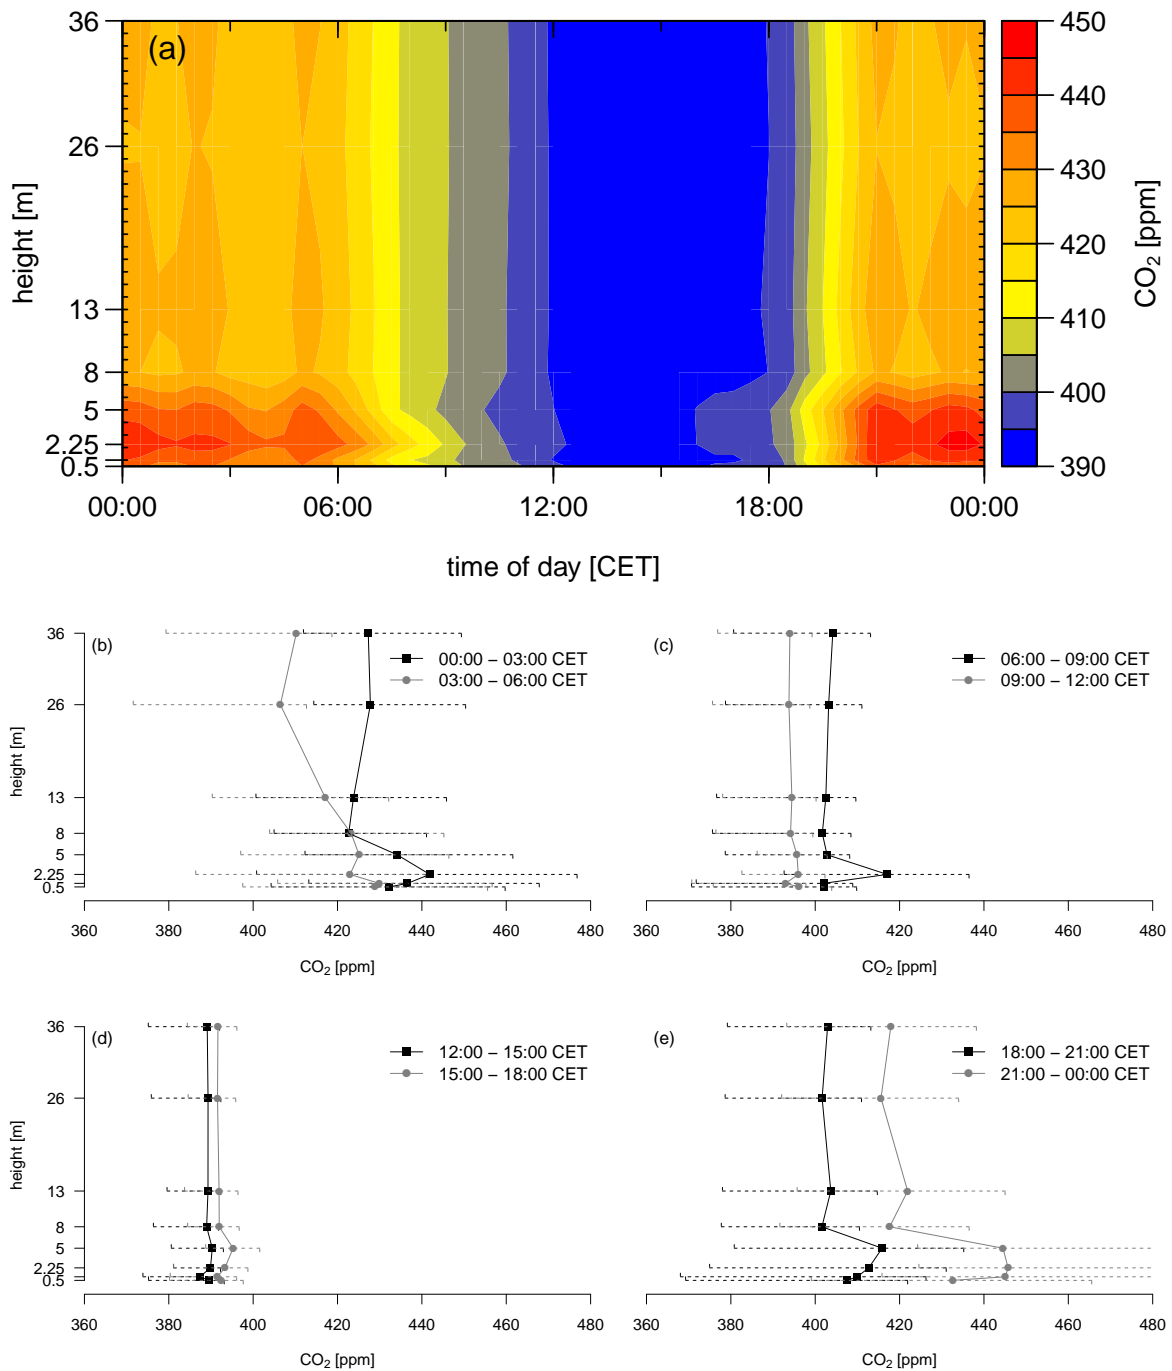 (a)
36
26
13
8
5
2.25
0.5
height [m]
00:00 06:00 12:00 18:00 00:00
time of day [CET]
450
440
430
420
410
400
390
CO2 [ppm]
(b)
00:00 – 03:00 CET
03:00 – 06:00 CET
36
26
13
8
5
2.25
0.5
height [m]
360 380 400 420 440 460 480
CO2 [ppm]
(c)
06:00 – 09:00 CET
09:00 – 12:00 CET
36
26
13
8
5
2.25
0.5
height [m]
360 380 400 420 440 460 480
CO2 [ppm]
(d)
12:00 – 15:00 CET
15:00 – 18:00 CET
36
26
13
8
5
2.25
0.5
height [m]
360 380 400 420 440 460 480
CO2 [ppm]
(e)
18:00 – 21:00 CET
21:00 – 00:00 CET
36
26
13
8
5
2.25
0.5
height [m]
360 380 400 420 440 460 480
CO2 [ppm]